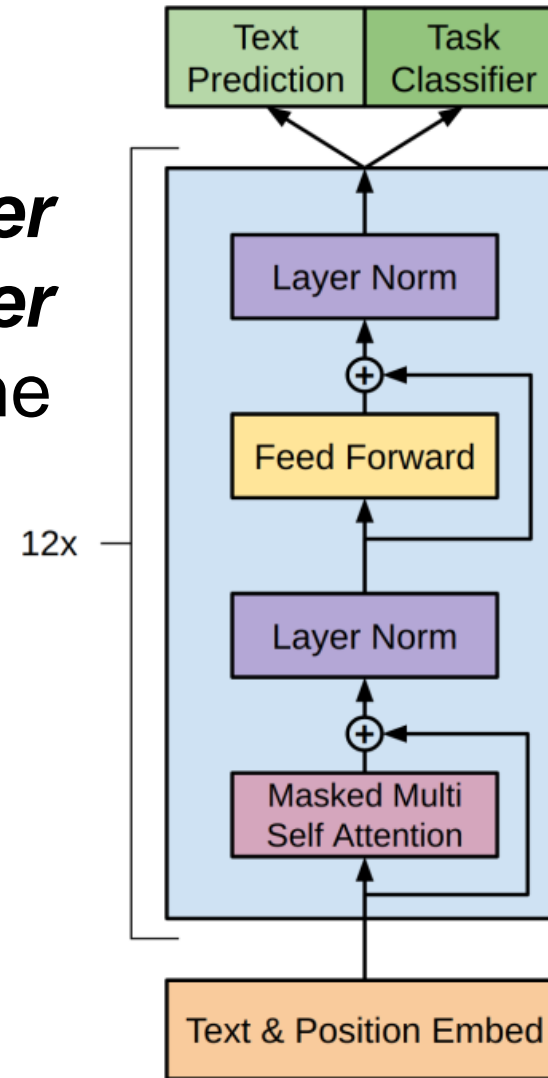 Text
Prediction
Task
Classifier
er
er
ne
Layer Norm
+
Feed Forward
12x
Layer Norm
+
Masked Multi
Self Attention
Text & Position Embed